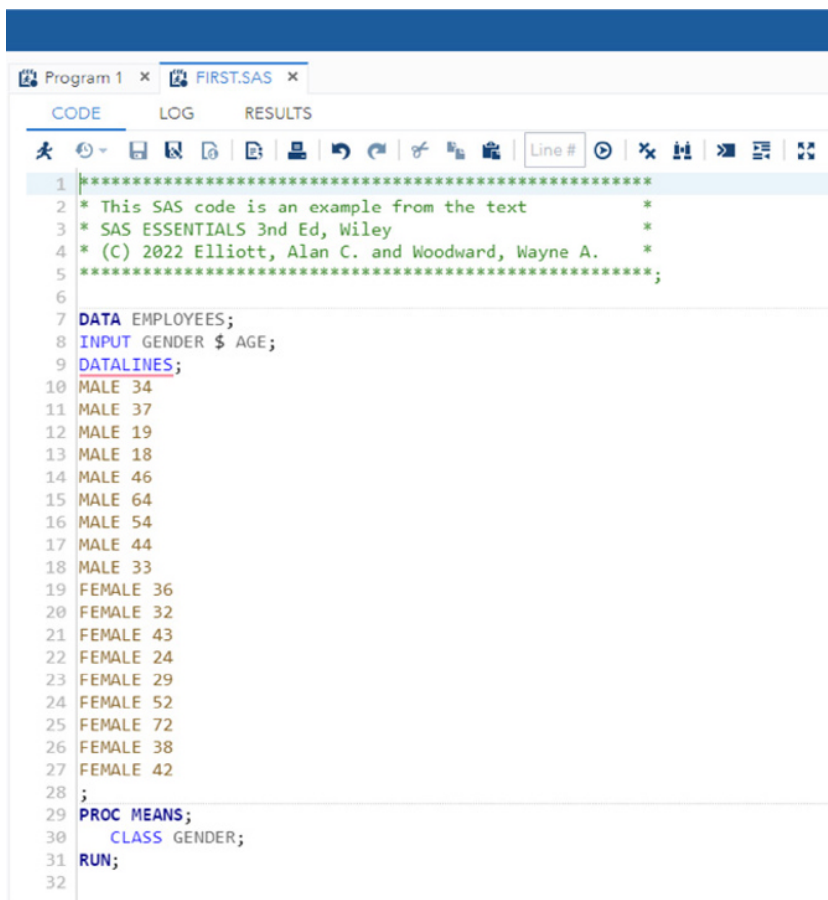 Program 1 × FIRST.SAS ×
CODE LOG RESULTS
Line #
1 *******************************************************
2 * This SAS code is an example from the text           *
3 * SAS ESSENTIALS 3nd Ed, Wiley                        *
4 * (C) 2022 Elliott, Alan C. and Woodward, Wayne A.    *
5 *******************************************************;
6
7 DATA EMPLOYEES;
8 INPUT GENDER $ AGE;
9 DATALINES;
10 MALE 34
11 MALE 37
12 MALE 19
13 MALE 18
14 MALE 46
15 MALE 64
16 MALE 54
17 MALE 44
18 MALE 33
19 FEMALE 36
20 FEMALE 32
21 FEMALE 43
22 FEMALE 24
23 FEMALE 29
24 FEMALE 52
25 FEMALE 72
26 FEMALE 38
27 FEMALE 42
28 ;
29 PROC MEANS;
30    CLASS GENDER;
31 RUN;
32